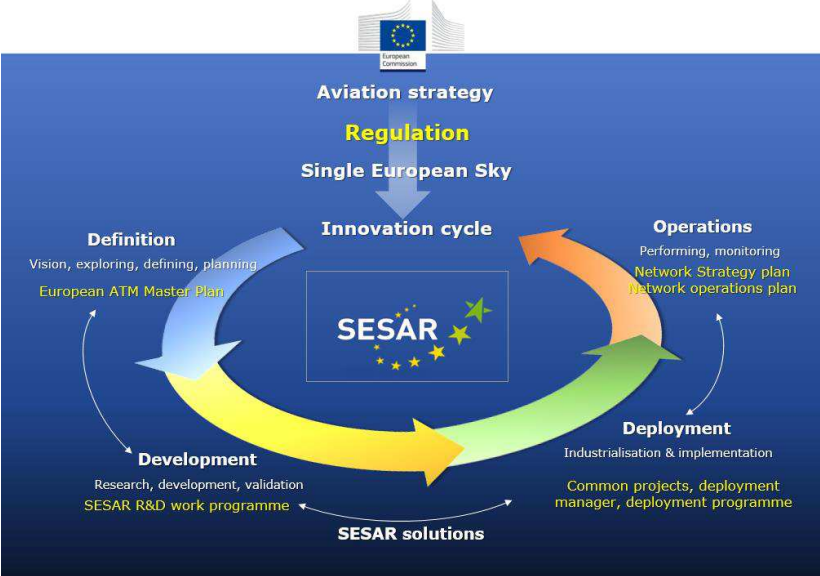 European
Commission
Aviation strategy
Regulation
Single European Sky
Innovation cycle
Definition
Vision, exploring, defining, planning
European ATM Master Plan
Operations
Performing, monitoring
Network Strategy plan
Network operations plan
SESAR
Development
Research, development, validation
SESAR R&D work programme
Deployment
Industrialisation & implementation
Common projects, deployment
manager, deployment programme
SESAR solutions